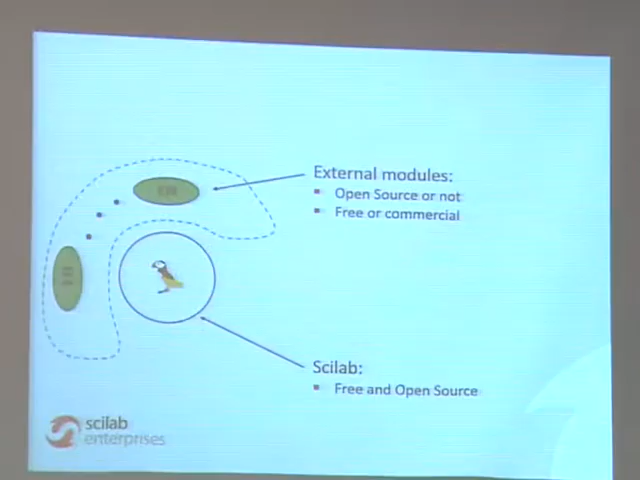 External modules:
Open Source or not
Free or commercial
Scilab:
Free and Open Source
scilab
enterprises